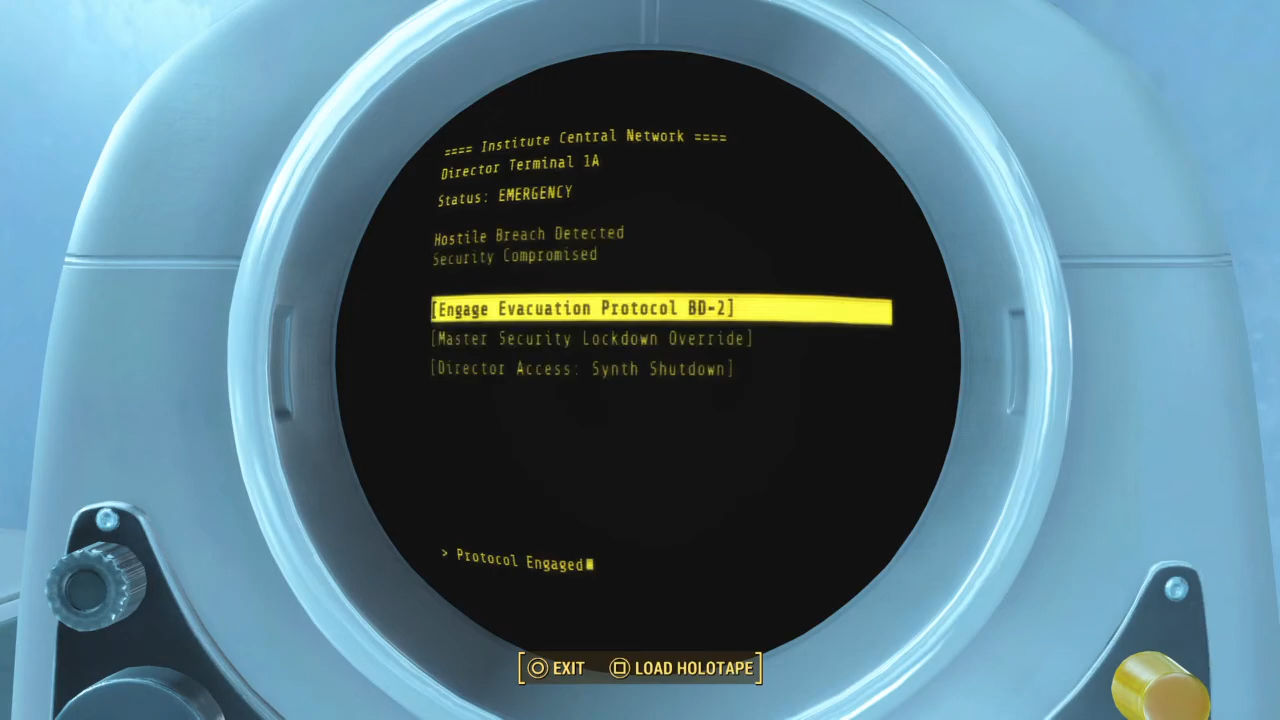 ==== Institute Central Network ====
Director Terminal 1A
Status: EMERGENCY
Hostile Breach Detected
Security Compromised
[Engage Evacuation Protocol BD-2]
[Master Security Lockdown Override]
[Director Access: Synth Shutdown]
> Protocol Engaged
EXIT LOAD HOLOTAPE